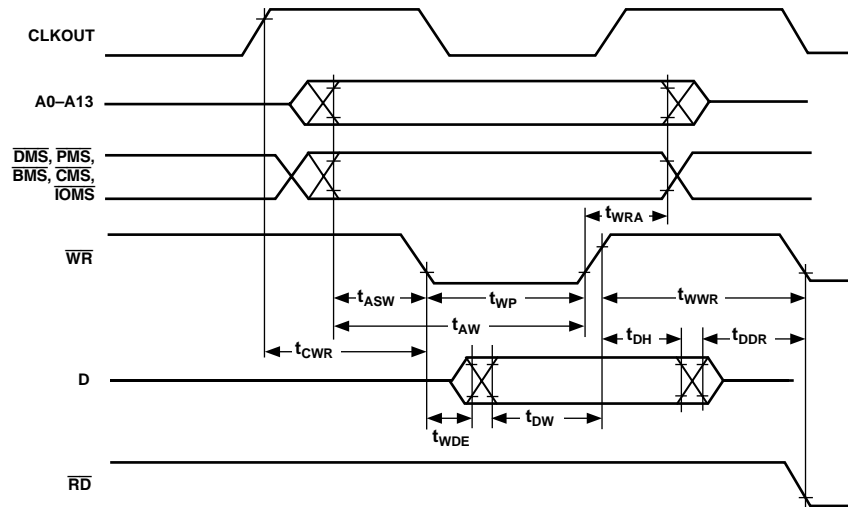 CLKOUT
A0–A13
DMS, PMS,
BMS, CMS,
IOMS
tWRA
WR
tASW
tWP
tWWR
tAW
tDH
tDDR
tCWR
D
tWDE
tDW
RD